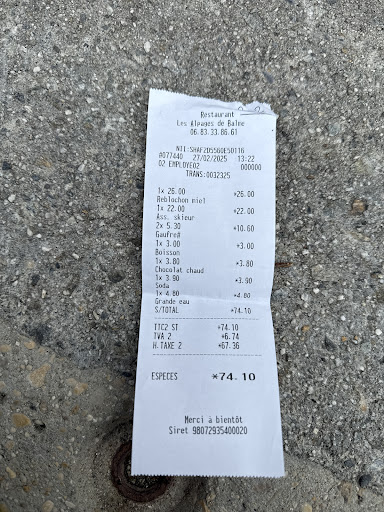 Restaurant
Les Alpages de Balme
06.83.33.86.61
NII:SHAF2D5560E50116
#077440 27/02/2025 13:22
02 EMPLOYE02 000000
TRANS:0032325
1x 26.00 *26.00
Reblochon miel
1x 22.00 *22.00
Ass. skieur
2x 5.30 *10.60
Gaufre#
1x 3.00 *3.00
Boisson
1x 3.80 *3.80
Chocolat chaud
1x 3.90 *3.90
Soda
1x 4.80 *4.80
Grande eau
S/TOTAL *74.10
TTC2 ST *74.10
TVA 2 *6.74
H.TAXE 2 *67.36
ESPECES *74.10
Merci à bientôt
Siret 98072935400020